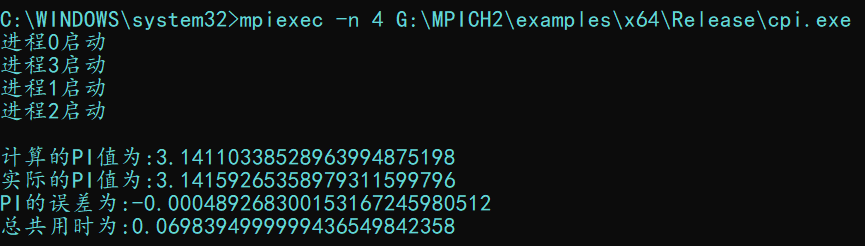 C:\WINDOWS\system32>mpiexec -n 4 G:\MPICH2\examples\x64\Release\cpi.exe
进程0启动
进程3启动
进程1启动
进程2启动
计算的PI值为:3.14110338528963994875198
实际的PI值为:3.14159265358979311599796
PI的误差为:-0.000489268300153167245980512
总共用时为:0.069839499999943654984 2358